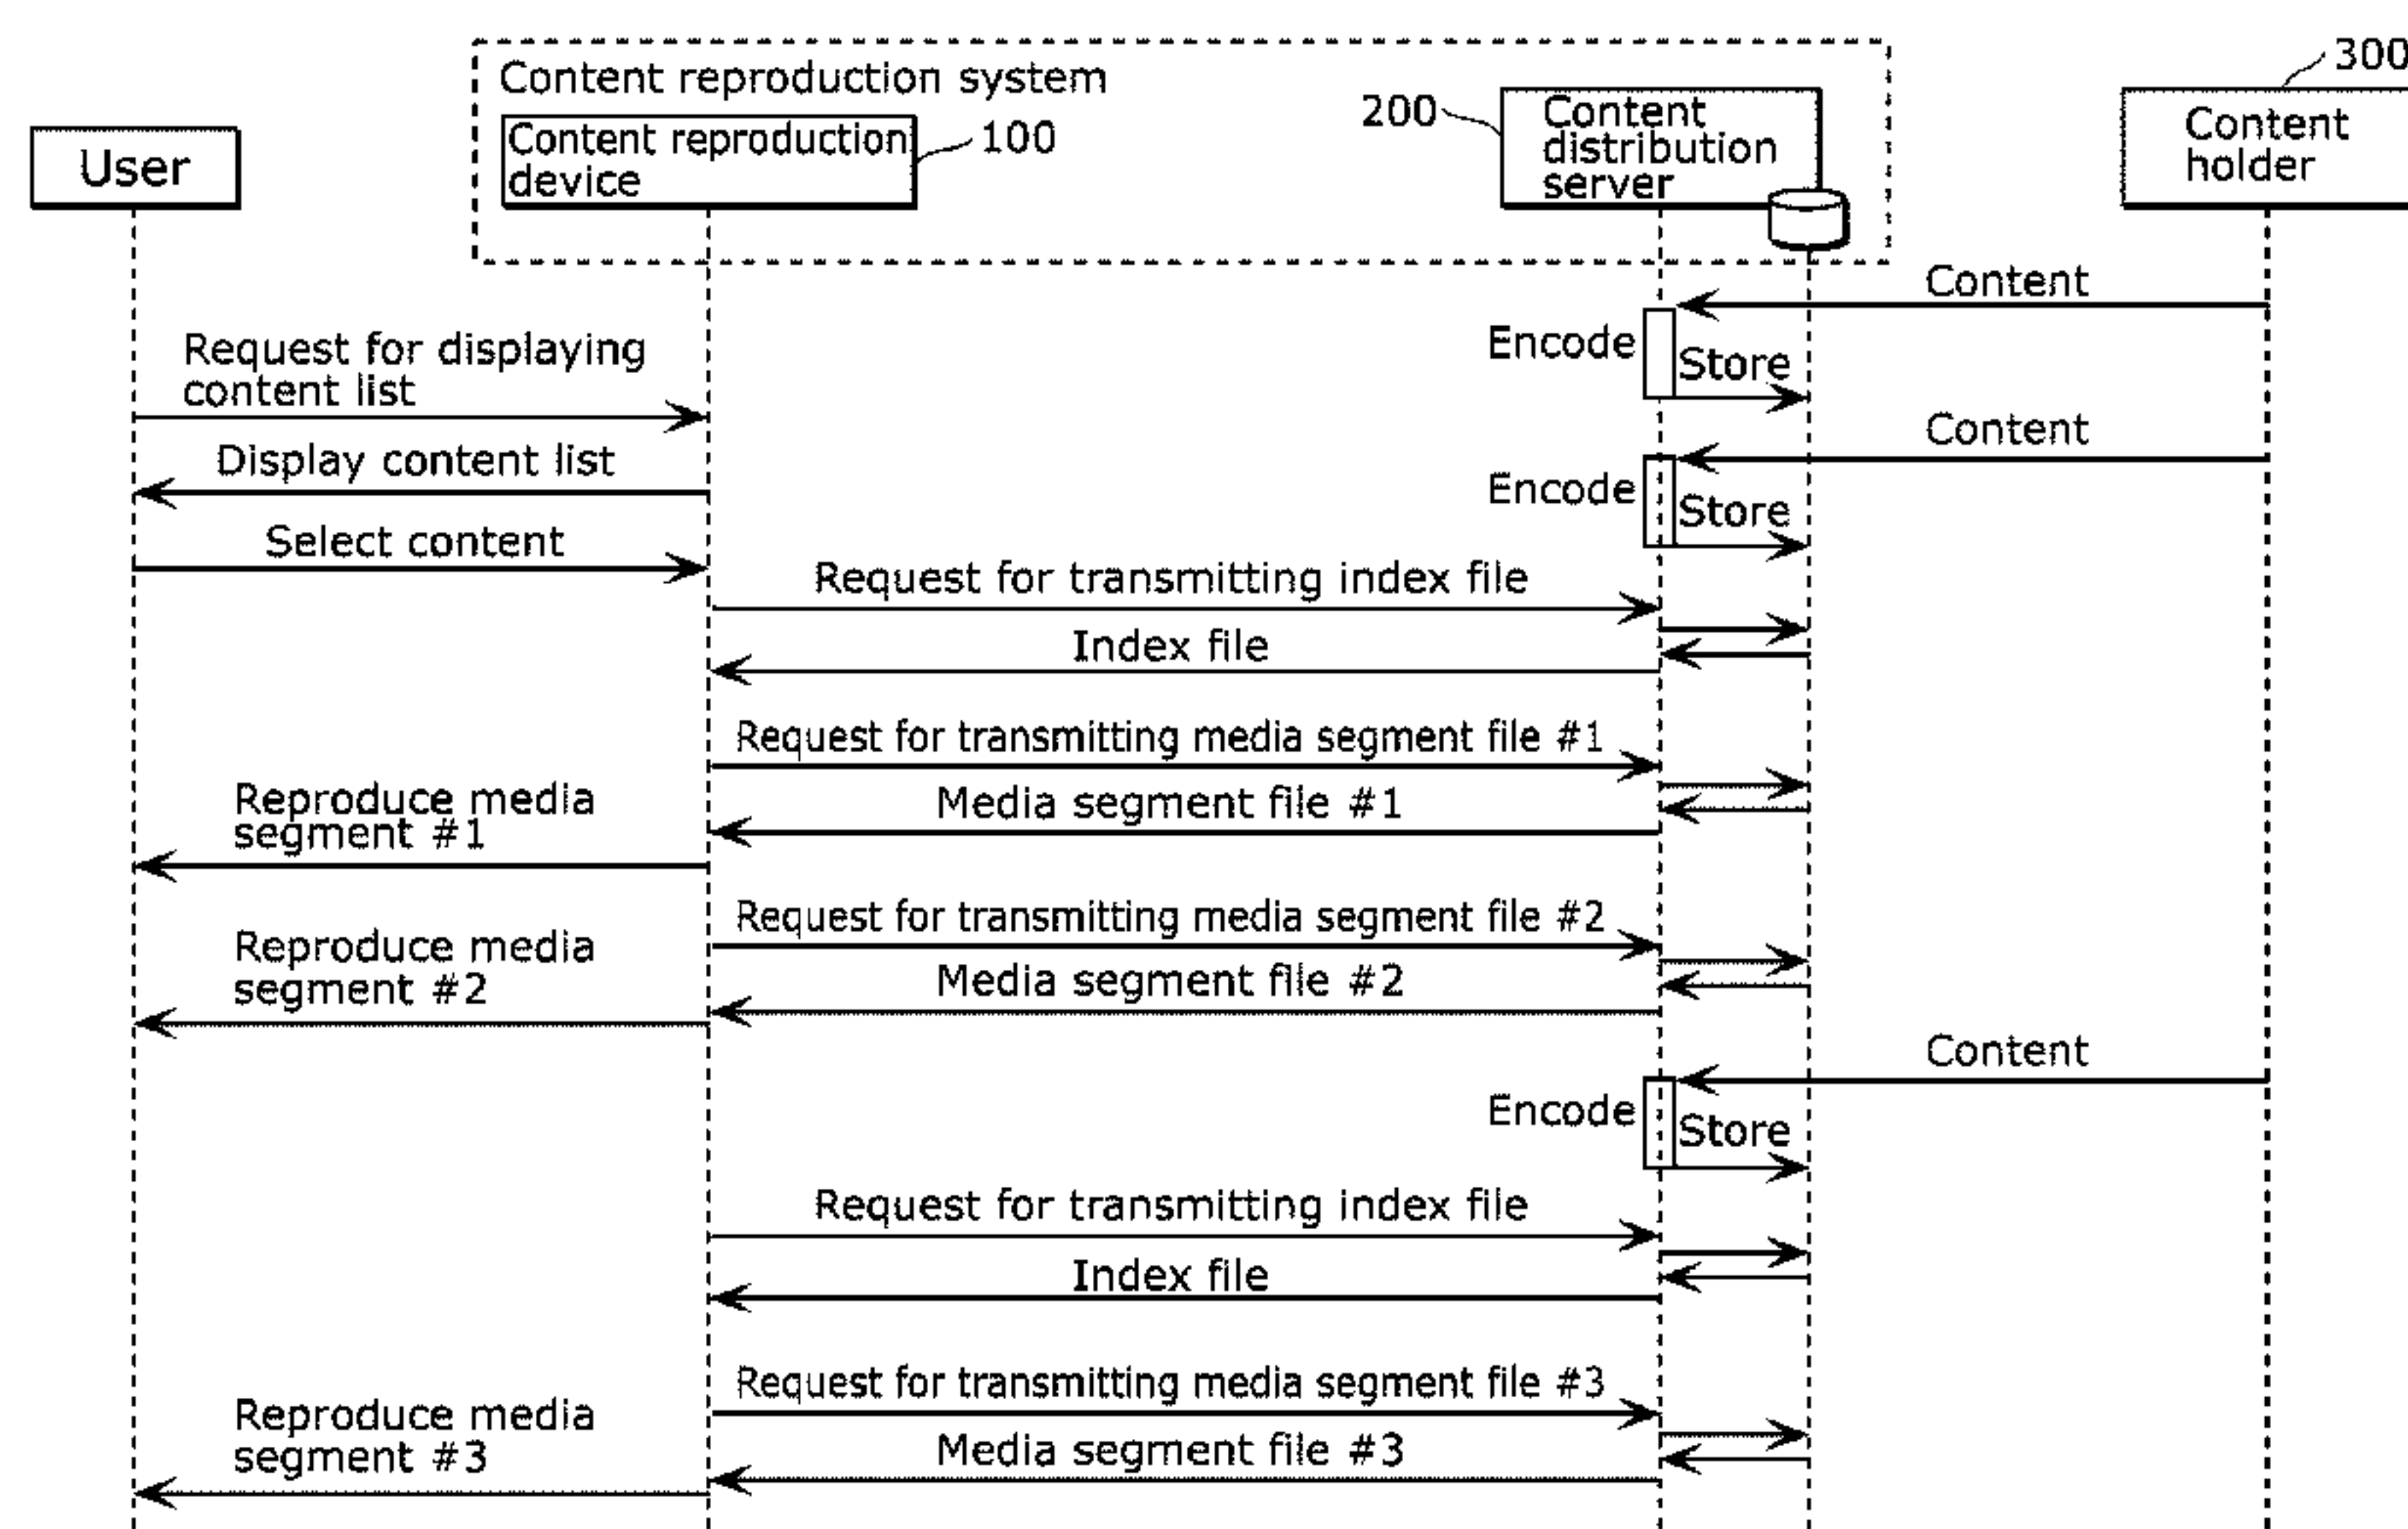 Content reproduction system
300
User
Content reproduction
device
100
200
Content
distribution
server
Content
holder
Content
Encode
Store
Request for displaying
content list
Content
Display content list
Encode
Store
Select content
Request for transmitting index file
Index file
Request for transmitting media segment file #1
Media segment file #1
Reproduce media
segment #1
Request for transmitting media segment file #2
Reproduce media
segment #2
Media segment file #2
Content
Encode
Store
Request for transmitting index file
Index file
Request for transmitting media segment file #3
Reproduce media
segment #3
Media segment file #3